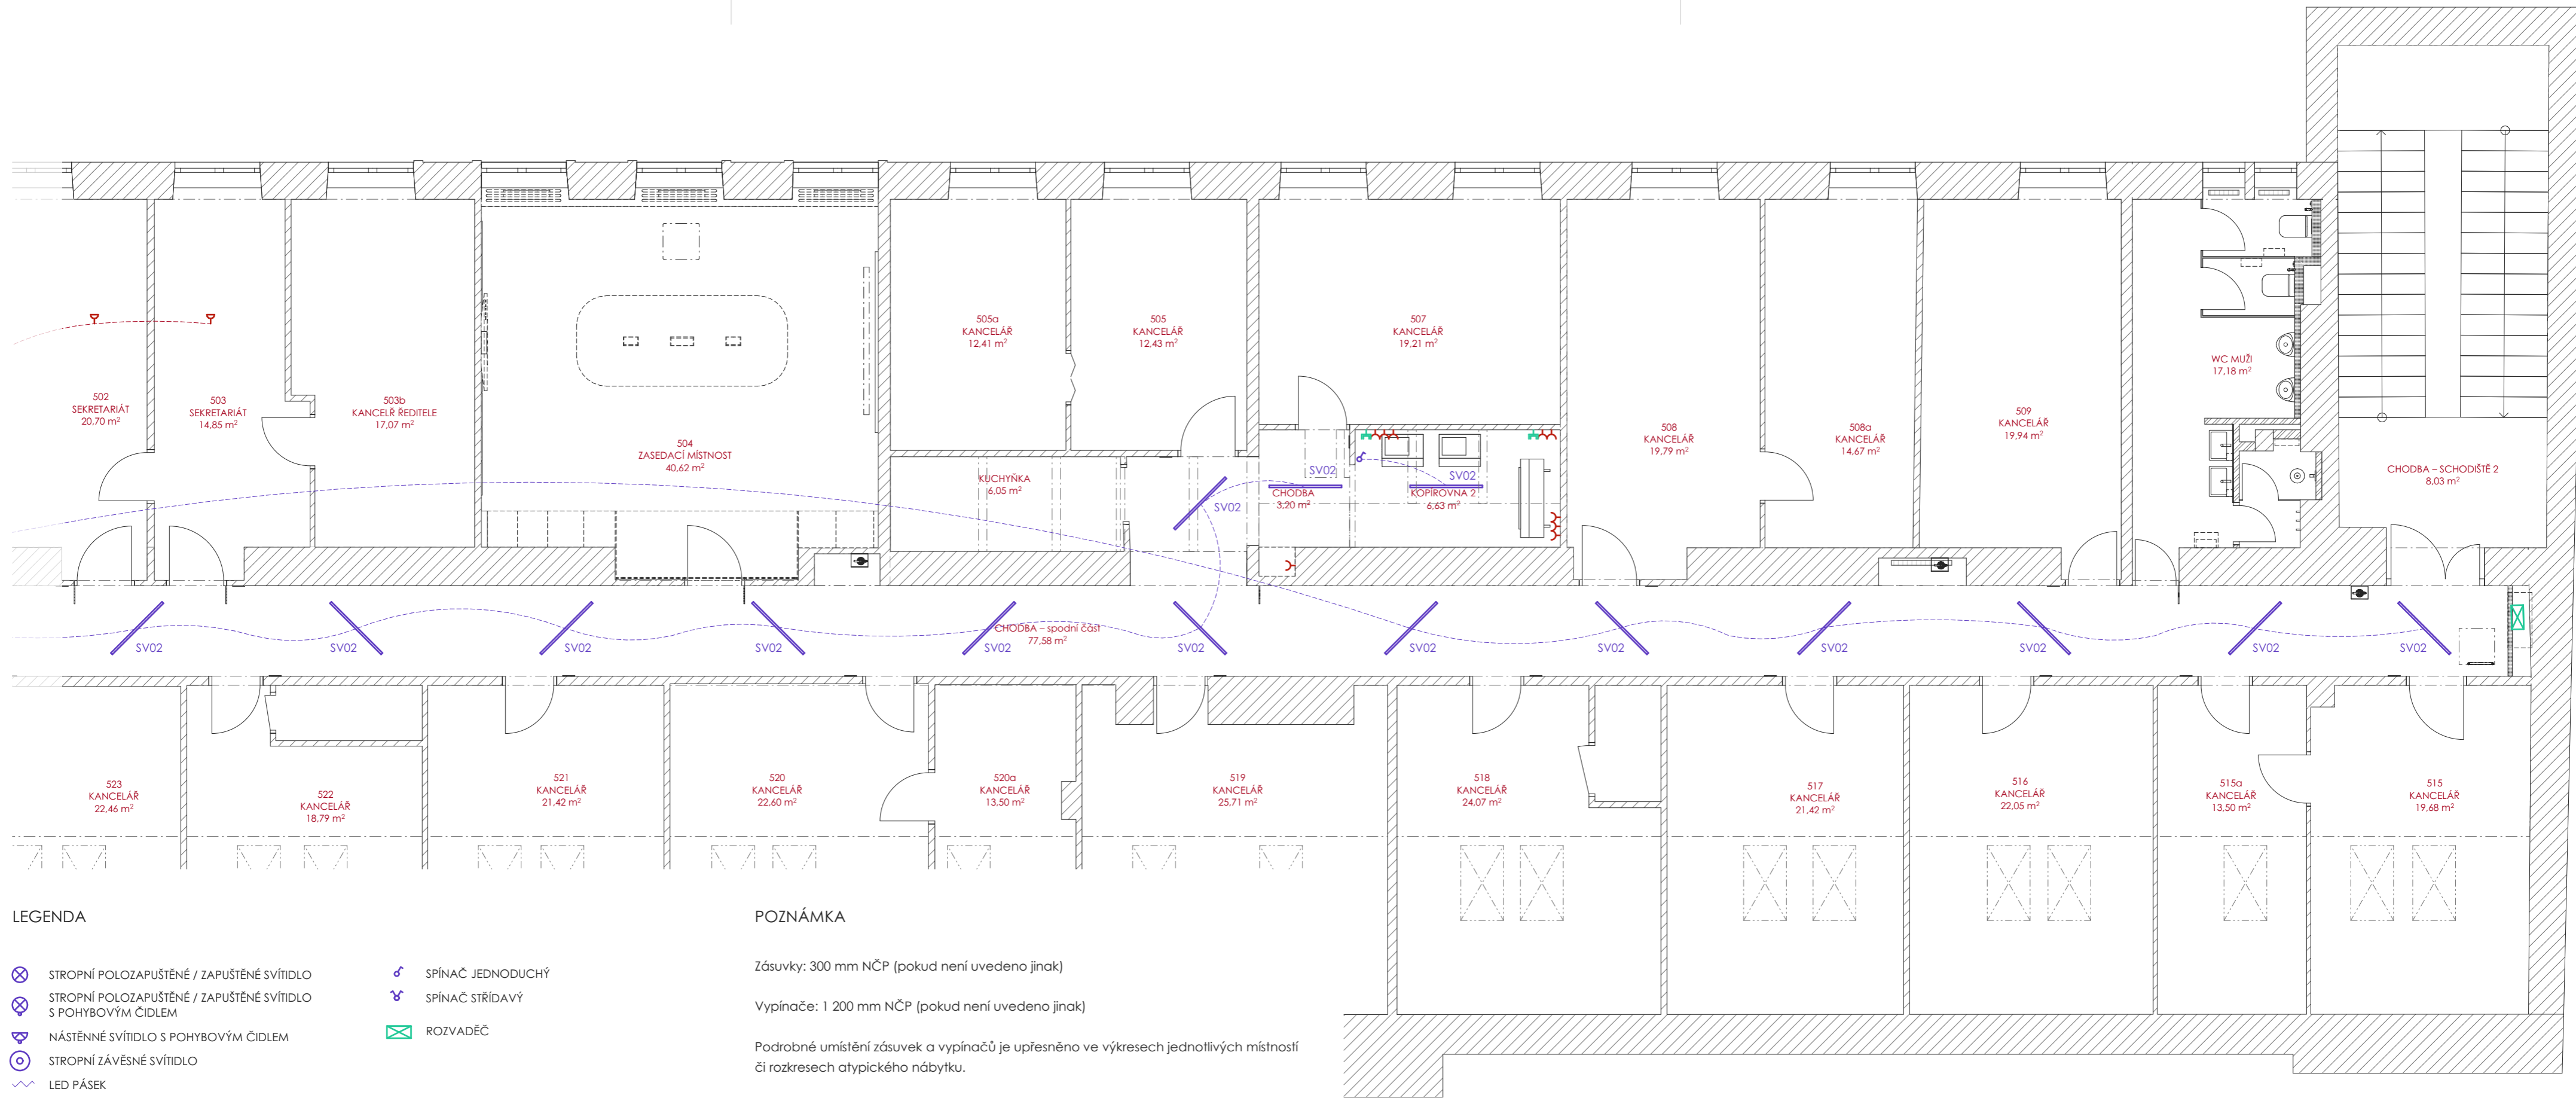 502
SEKRETARIÁT
20,70 m²
503
SEKRETARIÁT
14,85 m²
503b
KANCELŘ ŘEDITELE
17,07 m²
504
ZASEDACÍ MÍSTNOST
40,62 m²
505a
KANCELÁŘ
12,41 m²
505
KANCELÁŘ
12,43 m²
507
KANCELÁŘ
19,21 m²
508
KANCELÁŘ
19,79 m²
508a
KANCELÁŘ
14,67 m²
509
KANCELÁŘ
19,94 m²
WC MUŽI
17,18 m²
CHODBA – SCHODIŠTĚ 2
8,03 m²
KUCHYŇKA
6,05 m²
SV02
SV02
CHODBA
3,20 m²
SV02
KOPÍROVNA 2
6,63 m²
CHODBA – spodní část
77,58 m²
SV02
SV02
SV02
SV02
SV02
SV02
SV02
SV02
SV02
SV02
SV02
SV02
523
KANCELÁŘ
22,46 m²
522
KANCELÁŘ
18,79 m²
521
KANCELÁŘ
21,42 m²
520
KANCELÁŘ
22,60 m²
520a
KANCELÁŘ
13,50 m²
519
KANCELÁŘ
25,71 m²
518
KANCELÁŘ
24,07 m²
517
KANCELÁŘ
21,42 m²
516
KANCELÁŘ
22,05 m²
515a
KANCELÁŘ
13,50 m²
515
KANCELÁŘ
19,68 m²
LEGENDA
STROPNÍ POLOZAPUŠTĚNÉ / ZAPUŠTĚNÉ SVÍTIDLO
STROPNÍ POLOZAPUŠTĚNÉ / ZAPUŠTĚNÉ SVÍTIDLO
S POHYBOVÝM ČIDLEM
NÁSTĚNNÉ SVÍTIDLO S POHYBOVÝM ČIDLEM
STROPNÍ ZÁVĚSNÉ SVÍTIDLO
LED PÁSEK
SPÍNAČ JEDNODUCHÝ
SPÍNAČ STŘÍDAVÝ
ROZVADĚČ
POZNÁMKA
Zásuvky: 300 mm NČP (pokud není uvedeno jinak)
Vypínače: 1 200 mm NČP (pokud není uvedeno jinak)
Podrobné umístění zásuvek a vypínačů je upřesněno ve výkresech jednotlivých místností
či rozkresech atypického nábytku.